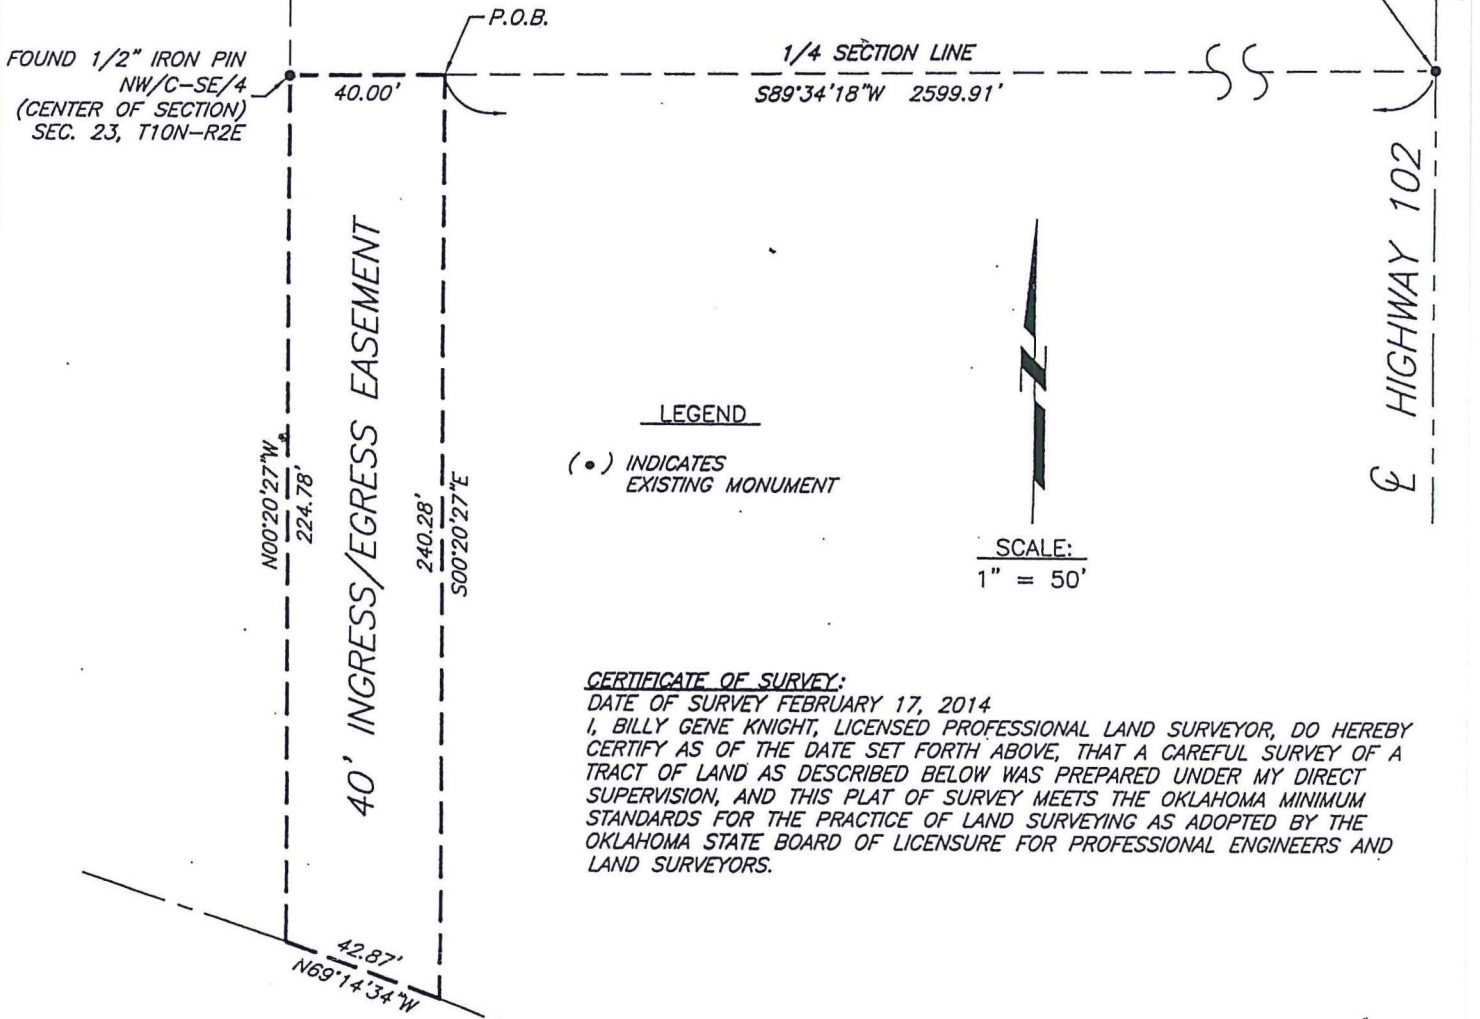 P.O.B.
FOUND 1/2" IRON PIN
NW/C-SE/4
(CENTER OF SECTION)
SEC. 23, T10N-R2E
40.00'
1/4 SECTION LINE
S89°34'18"W 2599.91'
HIGHWAY 102
℄
40' INGRESS/EGRESS EASEMENT
N00°20'27"W
224.78'
240.28'
S00°20'27"E
LEGEND
(•) INDICATES
EXISTING MONUMENT
N
SCALE:
1" = 50'
CERTIFICATE OF SURVEY:
DATE OF SURVEY FEBRUARY 17, 2014
I, BILLY GENE KNIGHT, LICENSED PROFESSIONAL LAND SURVEYOR, DO HEREBY
CERTIFY AS OF THE DATE SET FORTH ABOVE, THAT A CAREFUL SURVEY OF A
TRACT OF LAND AS DESCRIBED BELOW WAS PREPARED UNDER MY DIRECT
SUPERVISION, AND THIS PLAT OF SURVEY MEETS THE OKLAHOMA MINIMUM
STANDARDS FOR THE PRACTICE OF LAND SURVEYING AS ADOPTED BY THE
OKLAHOMA STATE BOARD OF LICENSURE FOR PROFESSIONAL ENGINEERS AND
LAND SURVEYORS.
42.87'
N69°14'34"W